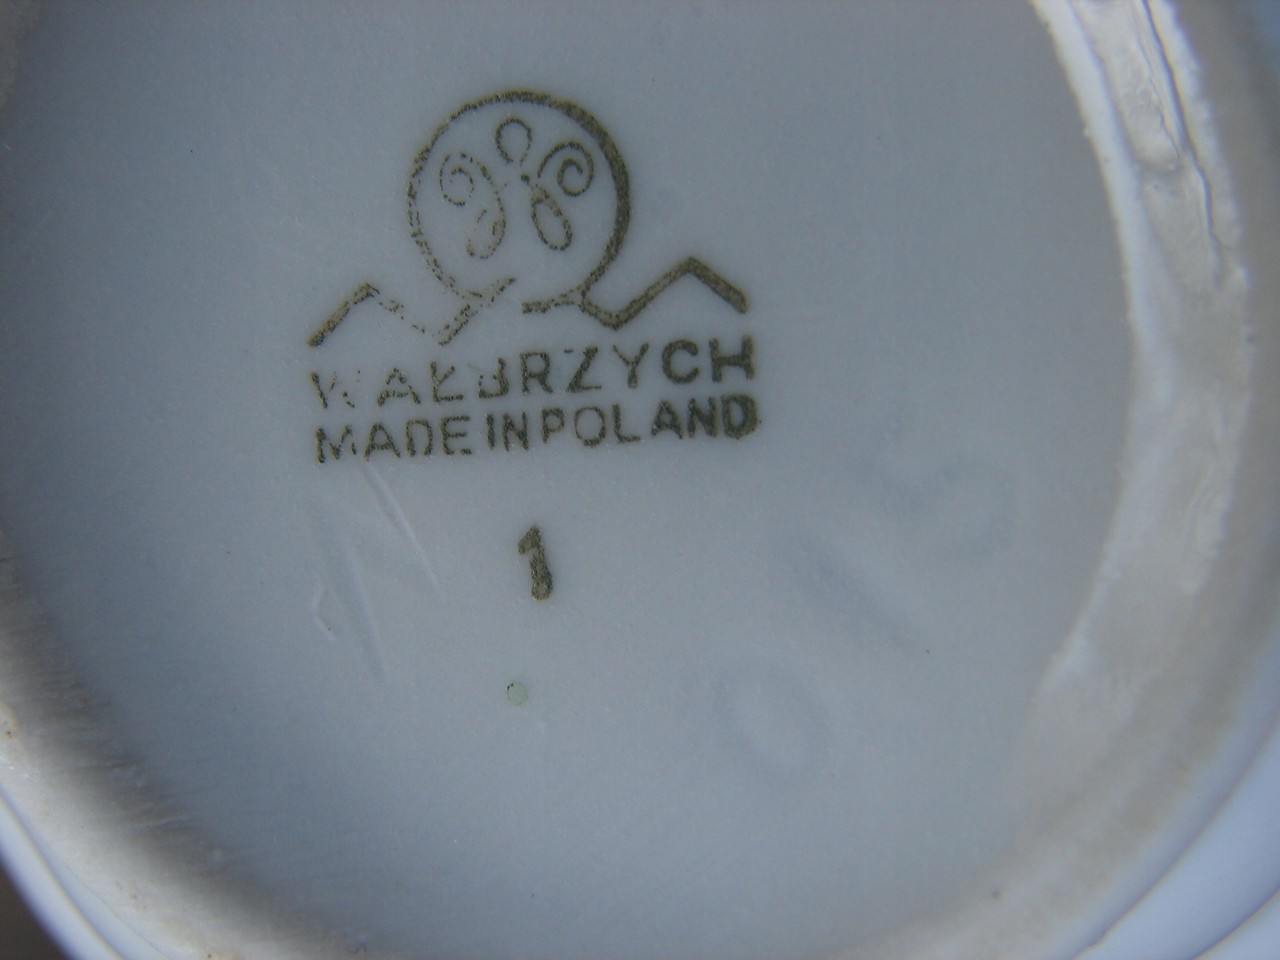 WAŁBRZYCH
MADE IN POLAND
1